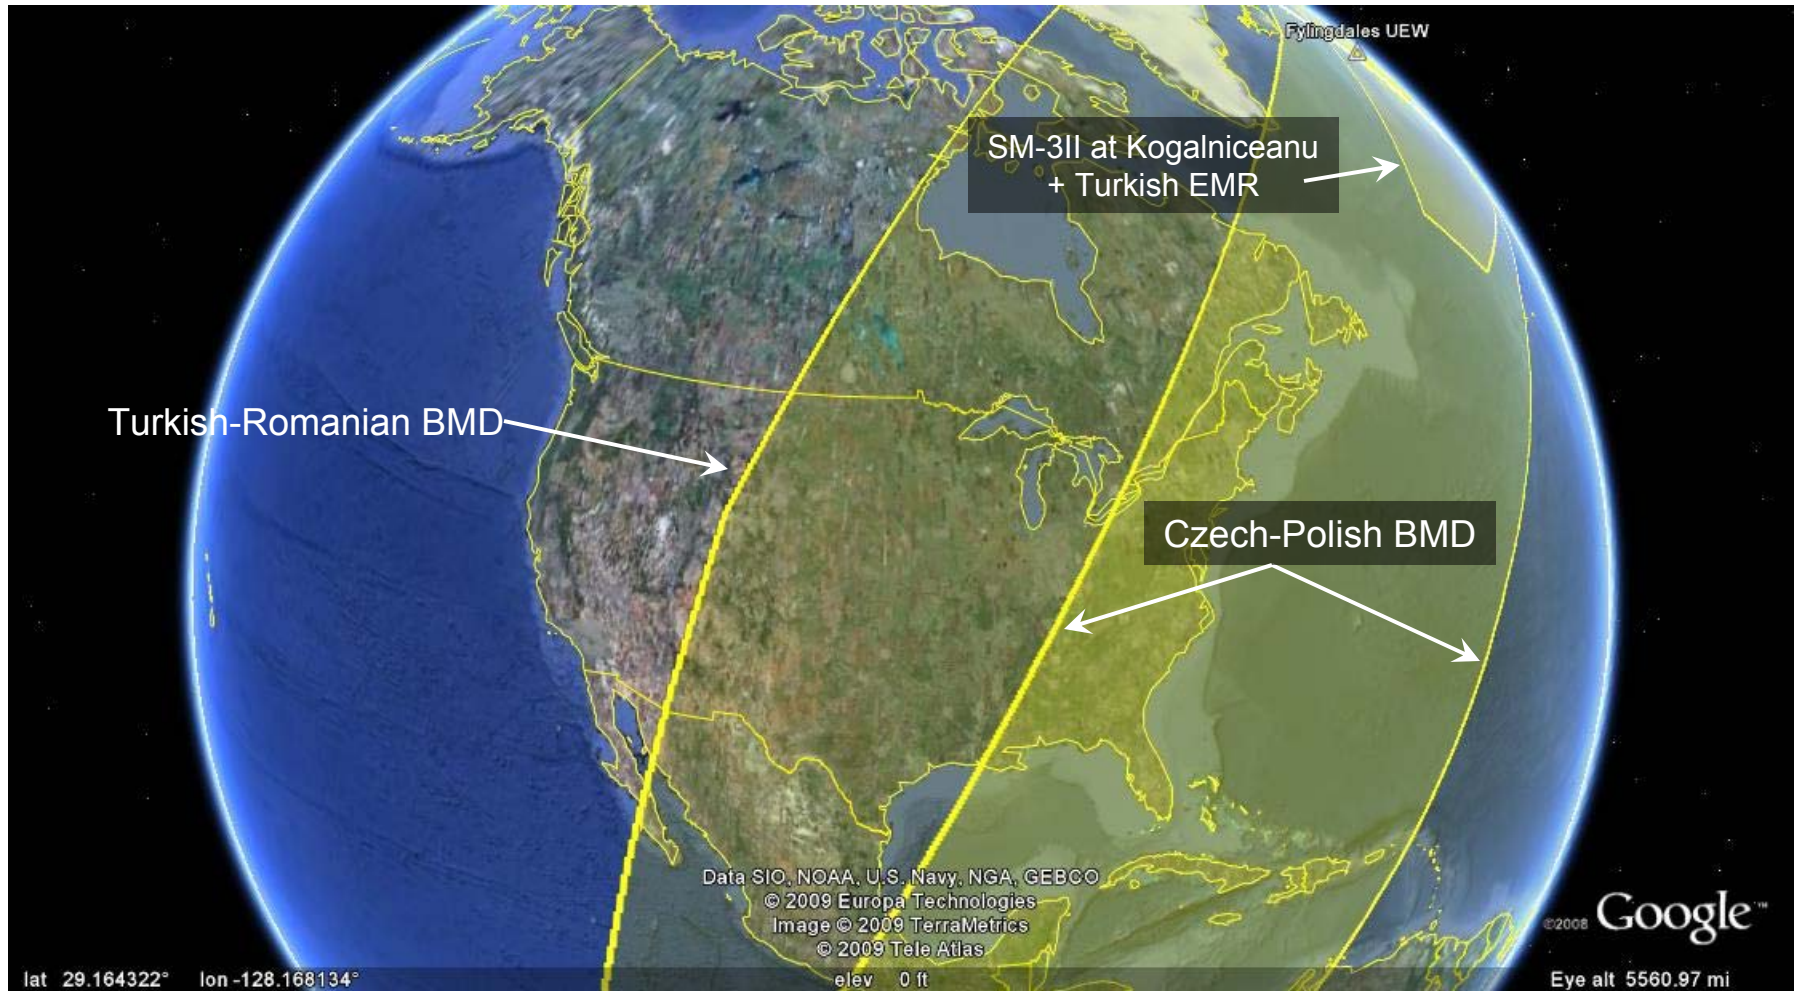 Fylingdales UEW
SM-3II at Kogalniceanu
+ Turkish EMR
Turkish-Romanian BMD
Czech-Polish BMD
Data SIO, NOAA, U.S. Navy, NGA, GEBCO
© 2009 Europa Technologies
Image © 2009 TerraMetrics
© 2009 Tele Atlas
©2008 Google™
lat 29.164322° lon -128.168134° elev 0 ft Eye alt 5560.97 mi